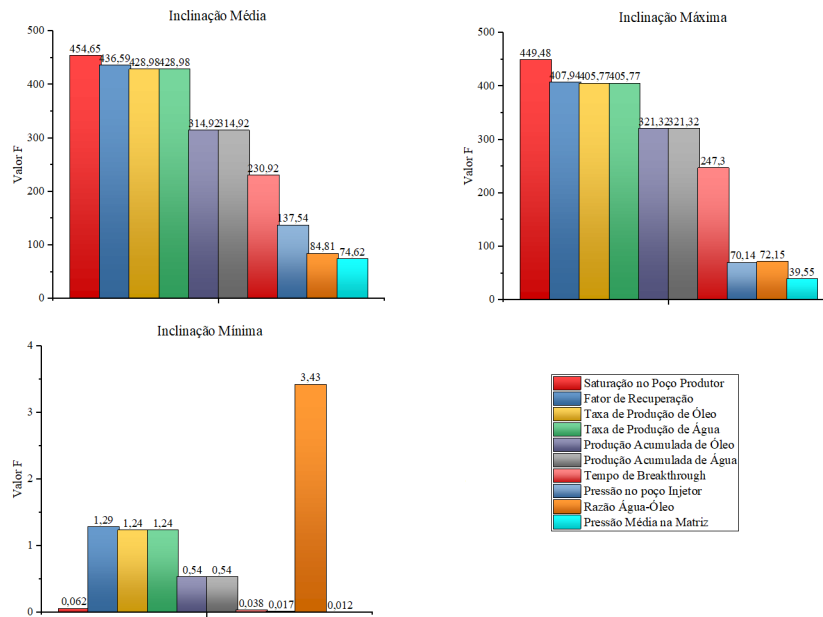 Inclinação Média
Valor F
500
400
300
200
100
0
454,65
436,59
428,98
428,98
314,92
314,92
230,92
137,54
84,81
74,62
Inclinação Máxima
Valor F
500
400
300
200
100
0
449,48
407,94
405,77
405,77
321,32
321,32
247,3
70,14
72,15
39,55
Inclinação Mínima
Valor F
4
3
2
1
0
0,062
1,29
1,24
1,24
0,54
0,54
0,038
0,017
3,43
0,012
Saturação no Poço Produtor
Fator de Recuperação
Taxa de Produção de Óleo
Taxa de Produção de Água
Produção Acumulada de Óleo
Produção Acumulada de Água
Tempo de Breakthrough
Pressão no poço Injetor
Razão Água-Óleo
Pressão Média na Matriz